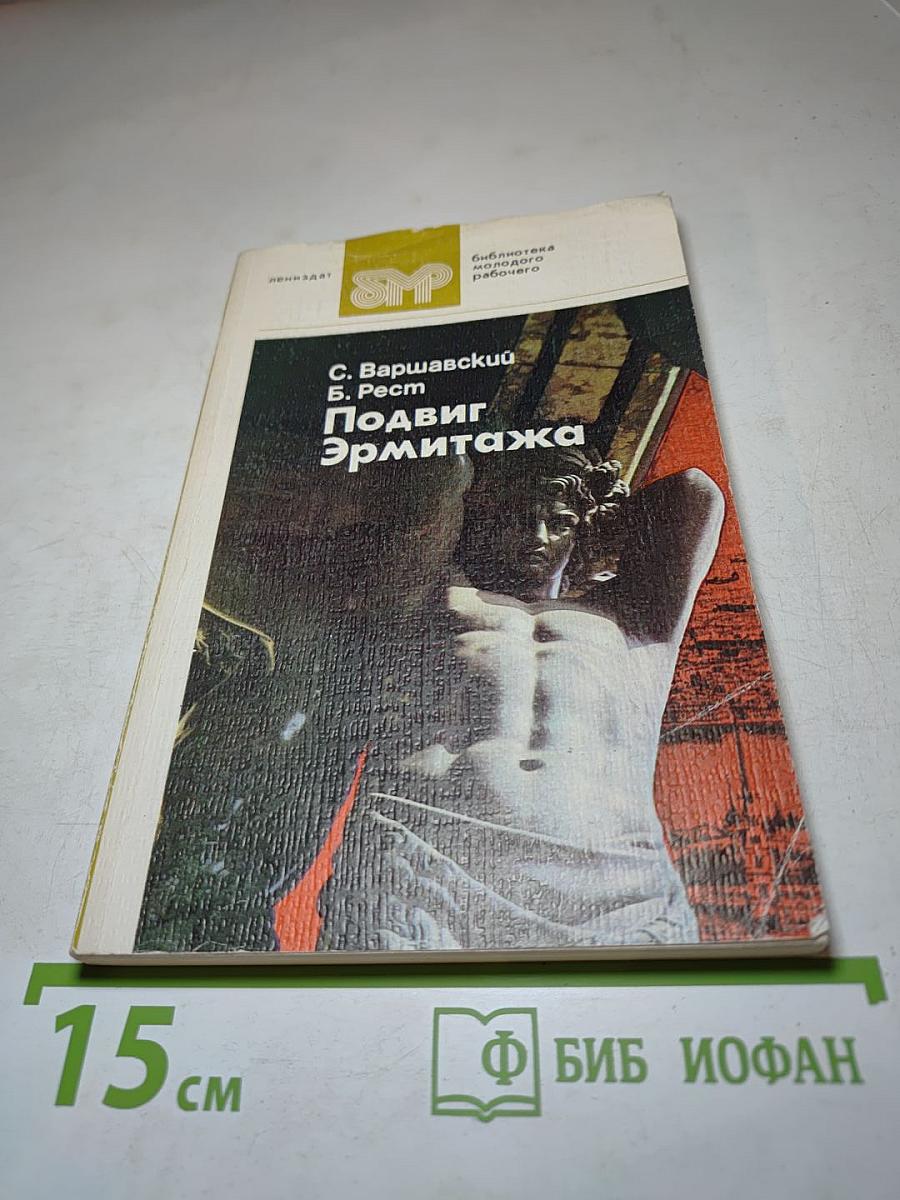 лениздат
БМР
библиотека
молодого
рабочего
С. Варшавский
Б. Рест
Подвиг
Эрмитажа
15 см
Ф БИБ ИОФАН